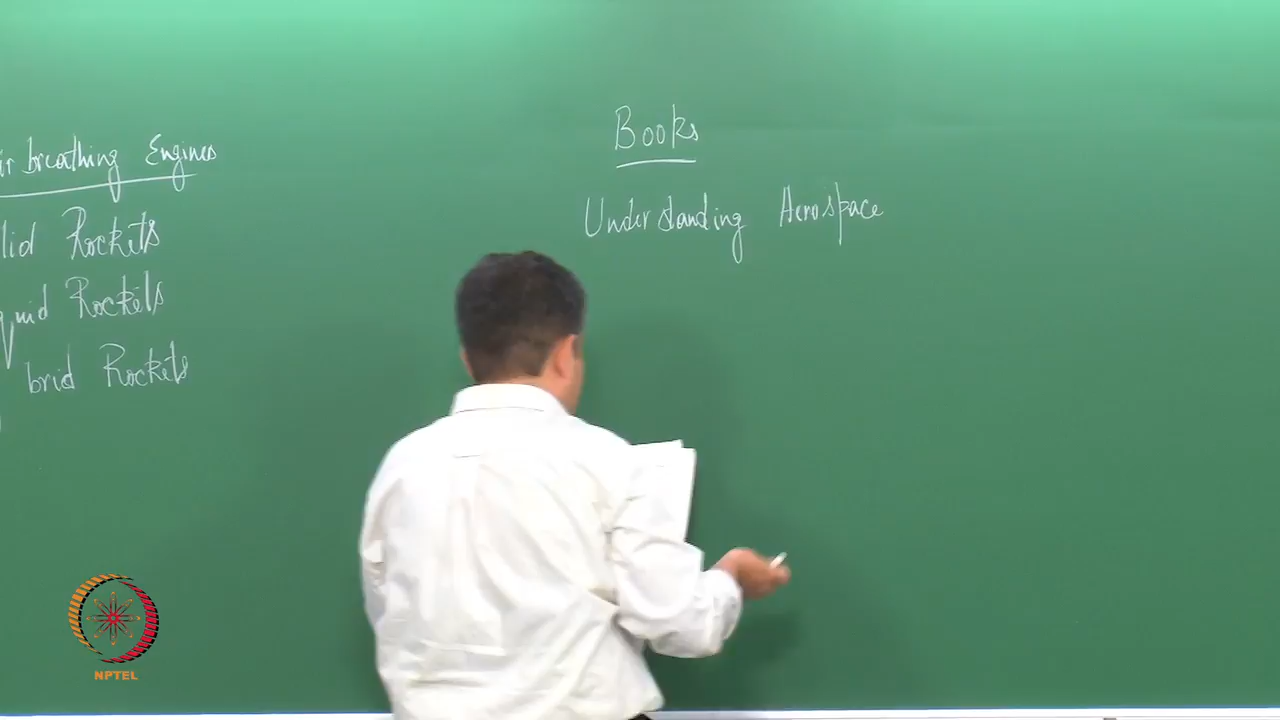 ir breathing Engines
lid Rockets
quid Rockets
brid Rockets
Books
Understanding Aerospace
NPTEL